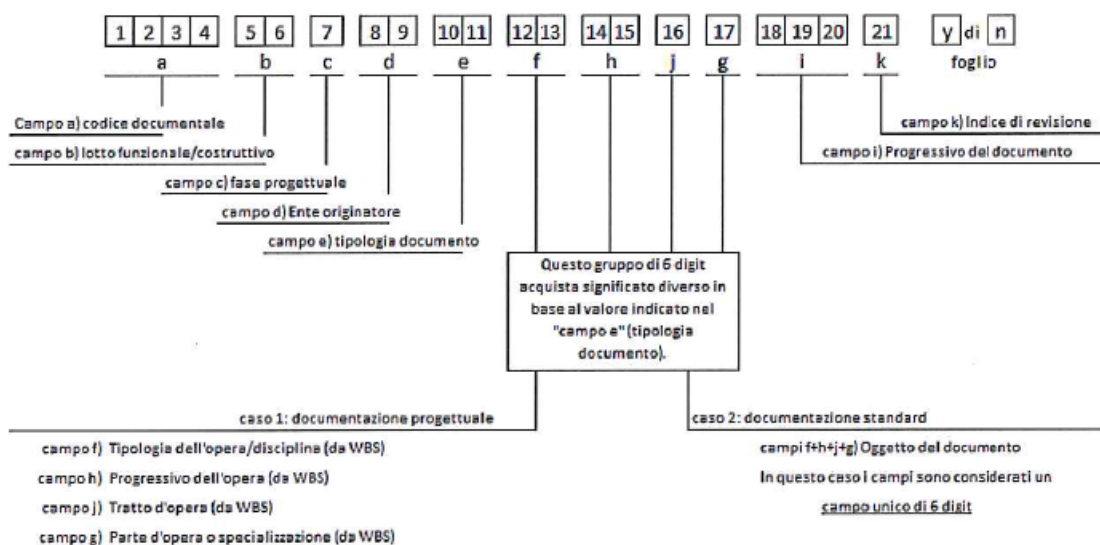 1 2 3 4 5 6 7 8 9 10 11 12 13 14 15 16 17 18 19 20 21 y di n
a b c d e f h j g i k foglio
Campo a) codice documentale
campo b) lotto funzionale/costruttivo
campo c) fase progettuale
campo d) Ente originatore
campo e) tipologia documento
campo k) Indice di revisione
campo i) Progressivo del documento
Questo gruppo di 6 digit
acquista significato diverso in
base al valore indicato nel
"campo e" (tipologia
documento).
caso 1: documentazione progettuale
campo f) Tipologia dell'opera/disciplina (da WBS)
campo h) Progressivo dell'opera (da WBS)
campo j) Tratto d'opera (da WBS)
campo g) Parte d'opera o specializzazione (da WBS)
caso 2: documentazione standard
campi f+h+j+g) Oggetto del documento
In questo caso i campi sono considerati un
campo unico di 6 digit